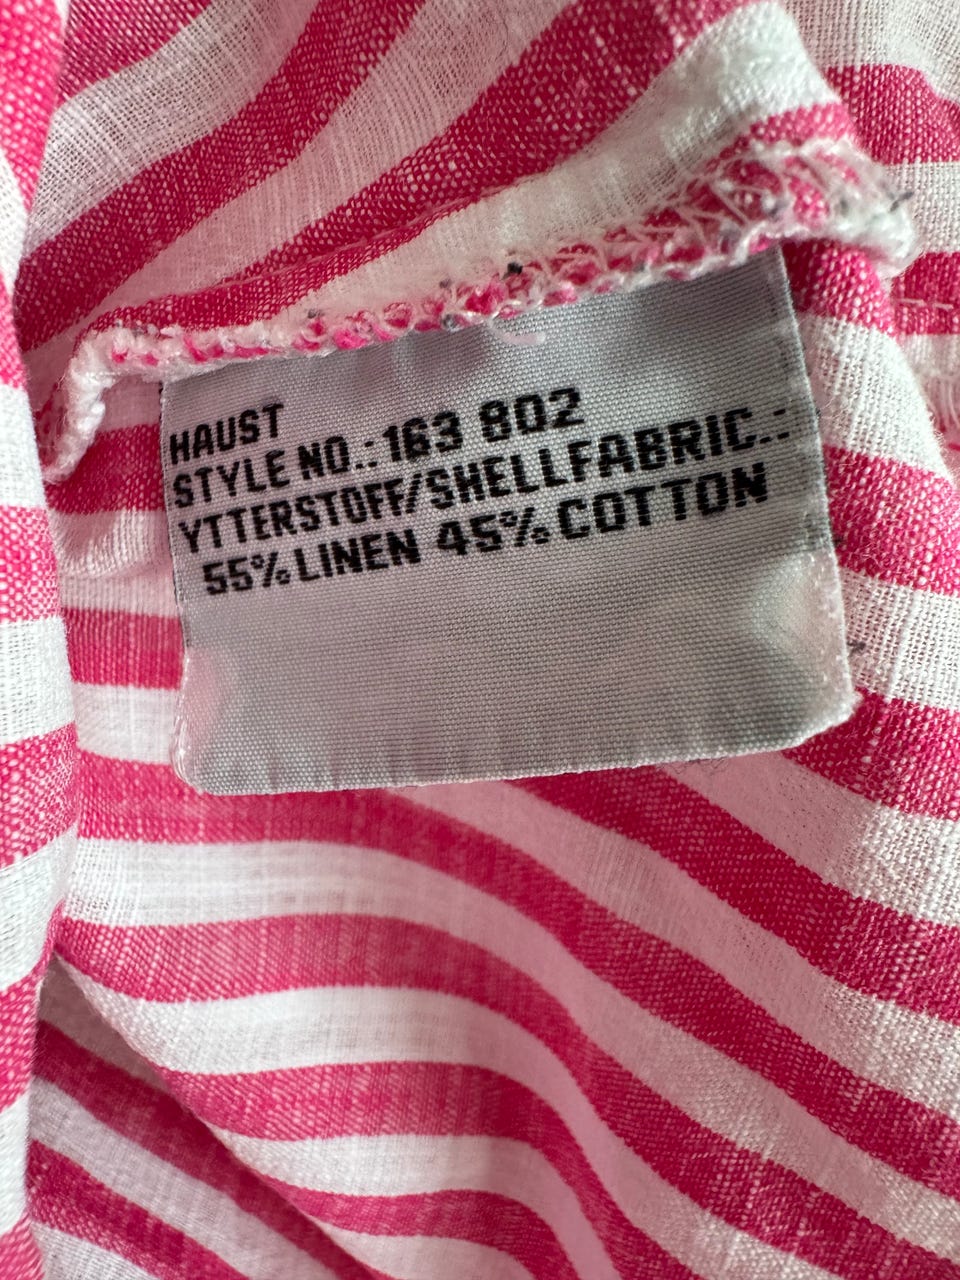 HAUST
STYLE NO.: 163 802
YTTERSTOFF/SHELLFABRIC.:
55% LINEN 45% COTTON